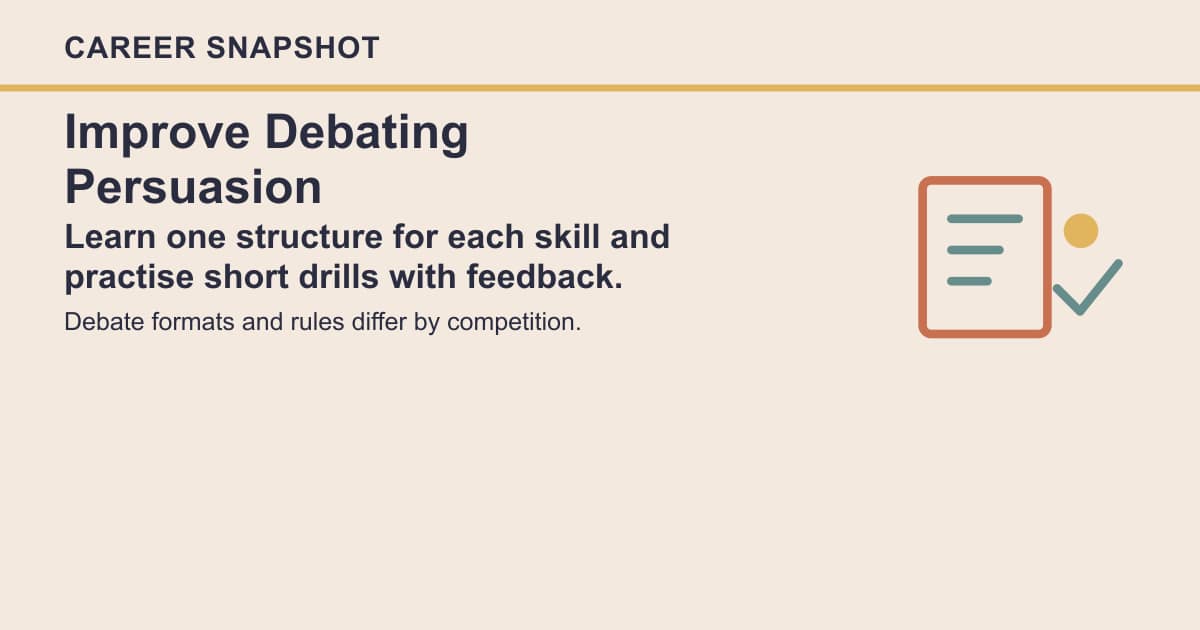 CAREER SNAPSHOT
Improve Debating
Persuasion
Learn one structure for each skill and
practise short drills with feedback.
Debate formats and rules differ by competition.